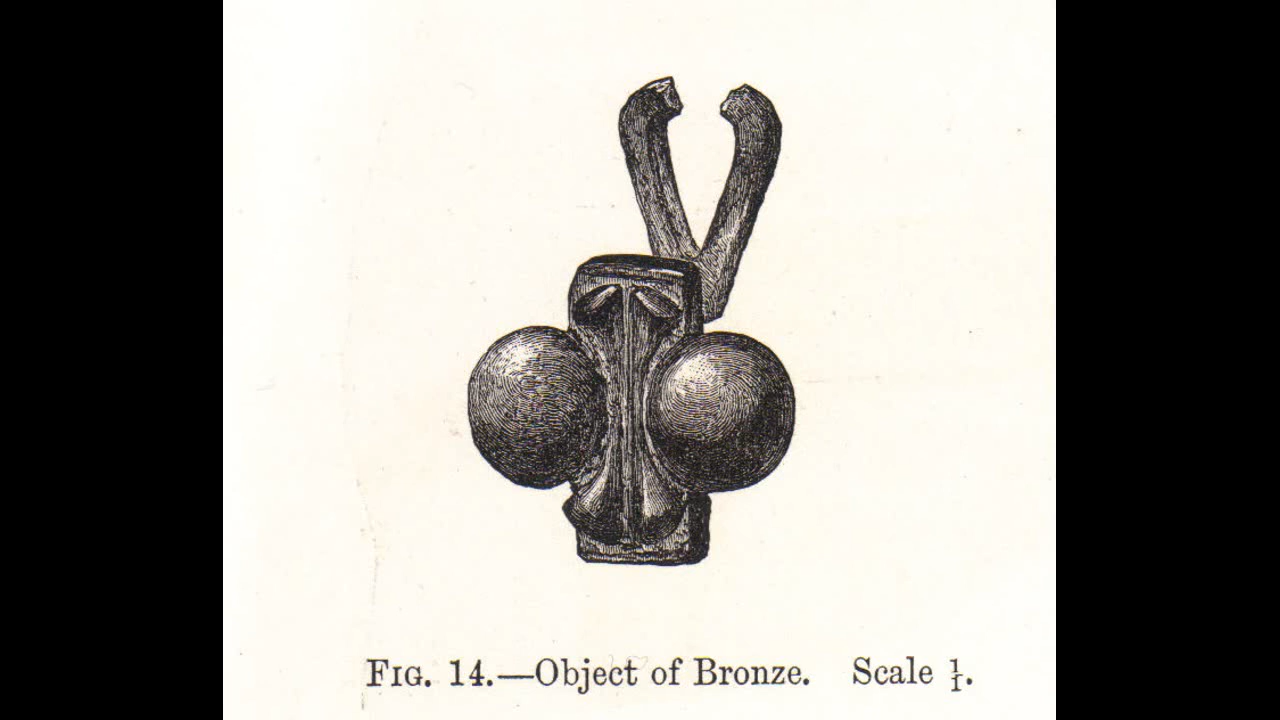 Fig. 14.—Object of Bronze. Scale 1/1.